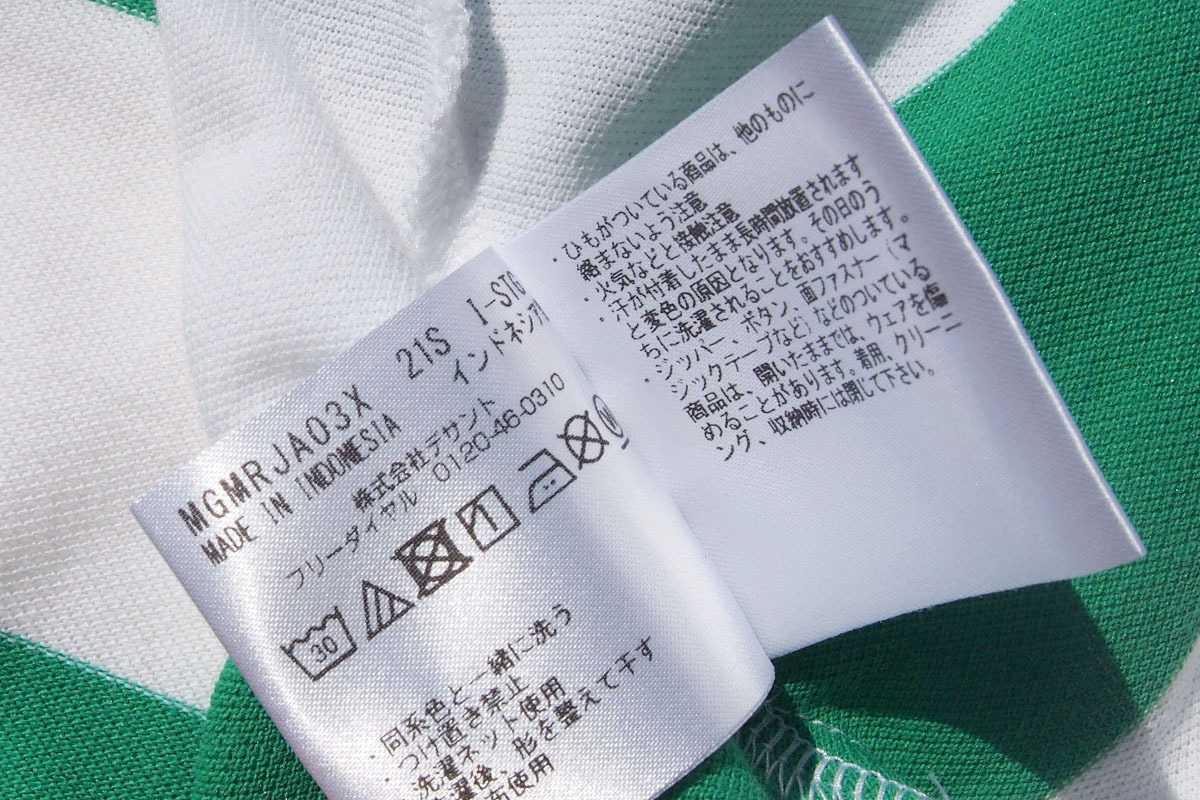 MGMRJA03X 21S I-STG
MADE IN INDONESIA インドネシア
株式会社デサント
フリーダイヤル 0120-46-0310
30
・同系色と一緒に洗う
・つけ置き禁止
洗濯ネット使用
洗濯後、形を整えて干す
布使用
・ひもがついている商品は、他のものに
絡まないよう注意
・火気などと接触注意
・汗が付着したまま長時間放置されます
と変色の原因となります。その日のう
ちに洗濯されることをおすすめします。
・ジッパー、ボタン、面ファスナー(マ
ジックテープなど)などのついている
商品は、開いたままでは、ウェアを傷
めることがあります。着用、クリーニ
ング、収納時には閉じて下さい。